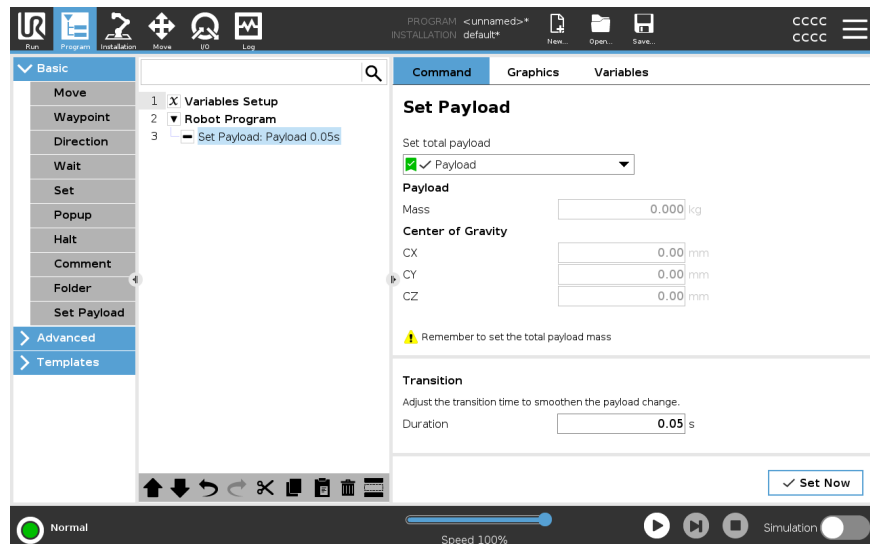 PROGRAM <unnamed>*
INSTALLATION default*
CCCC
CCCC
UR
Run
Program
Installation
Move
I/O
Log
New...
Open...
Save...
Basic
Move
Waypoint
Direction
Wait
Set
Popup
Halt
Comment
Folder
Set Payload
Advanced
Templates
1 X Variables Setup
2 Robot Program
3 Set Payload: Payload 0.05s
Command Graphics Variables
Set Payload
Set total payload
Payload
Payload
Mass 0.000 kg
Center of Gravity
CX 0.00 mm
CY 0.00 mm
CZ 0.00 mm
Remember to set the total payload mass
Transition
Adjust the transition time to smoothen the payload change.
Duration 0.05 s
Set Now
Normal
Speed 100%
Simulation